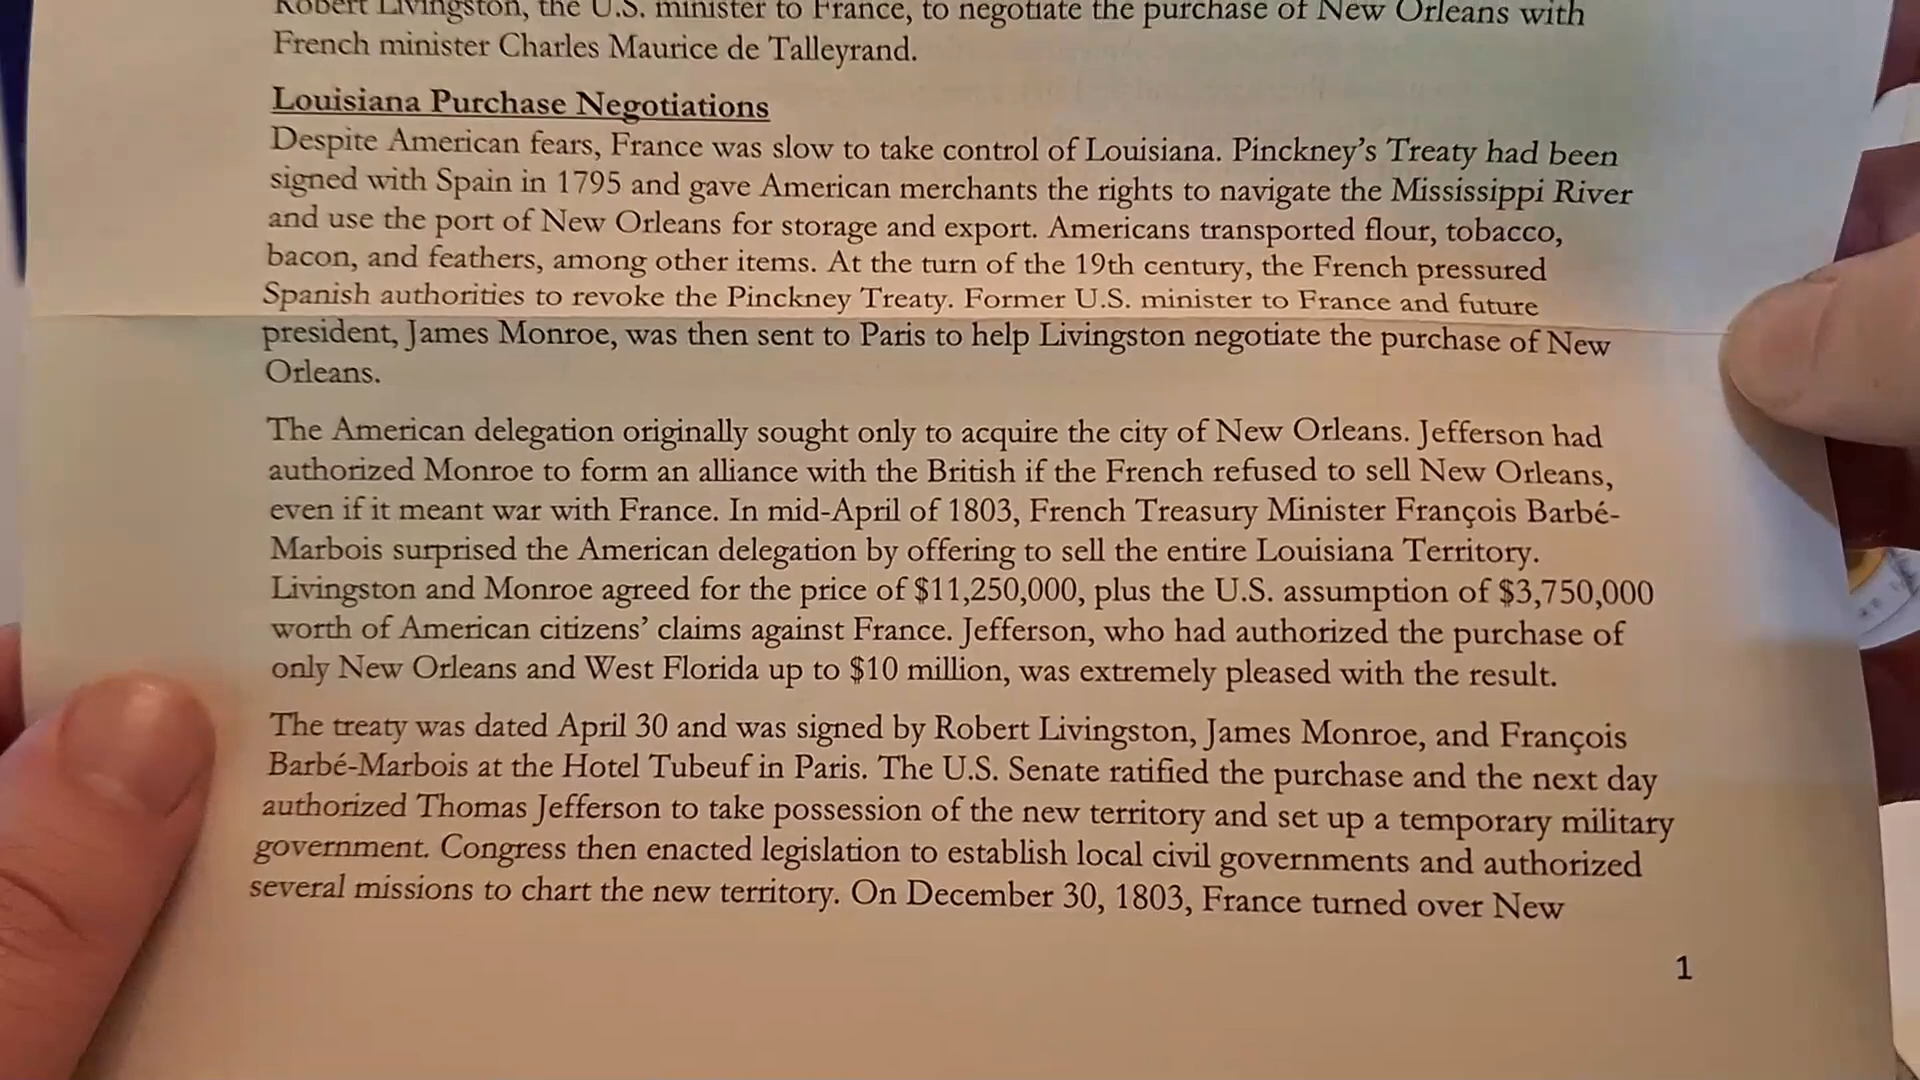 Robert Livingston, the U.S. minister to France, to negotiate the purchase of New Orleans with
French minister Charles Maurice de Talleyrand.
Louisiana Purchase Negotiations
Despite American fears, France was slow to take control of Louisiana. Pinckney's Treaty had been
signed with Spain in 1795 and gave American merchants the rights to navigate the Mississippi River
and use the port of New Orleans for storage and export. Americans transported flour, tobacco,
bacon, and feathers, among other items. At the turn of the 19th century, the French pressured
Spanish authorities to revoke the Pinckney Treaty. Former U.S. minister to France and future
president, James Monroe, was then sent to Paris to help Livingston negotiate the purchase of New
Orleans.
The American delegation originally sought only to acquire the city of New Orleans. Jefferson had
authorized Monroe to form an alliance with the British if the French refused to sell New Orleans,
even if it meant war with France. In mid-April of 1803, French Treasury Minister François Barbé-
Marbois surprised the American delegation by offering to sell the entire Louisiana Territory.
Livingston and Monroe agreed for the price of $11,250,000, plus the U.S. assumption of $3,750,000
worth of American citizens' claims against France. Jefferson, who had authorized the purchase of
only New Orleans and West Florida up to $10 million, was extremely pleased with the result.
The treaty was dated April 30 and was signed by Robert Livingston, James Monroe, and François
Barbé-Marbois at the Hotel Tubeuf in Paris. The U.S. Senate ratified the purchase and the next day
authorized Thomas Jefferson to take possession of the new territory and set up a temporary military
government. Congress then enacted legislation to establish local civil governments and authorized
several missions to chart the new territory. On December 30, 1803, France turned over New
1